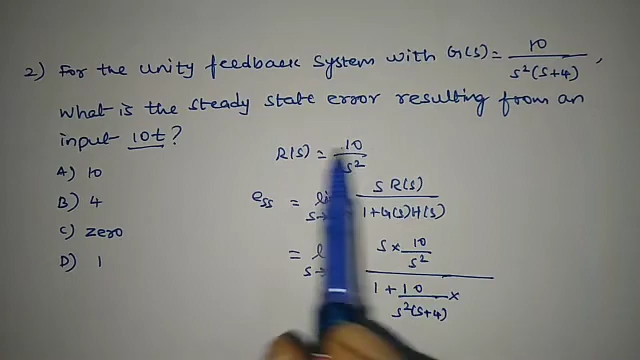 2) For the unity feedback system with G(s) = 10 / s²(s+4) ,
What is the steady state error resulting from an
input 10t ?
A) 10
B) 4
C) zero
D) 1
R(s) = 10 / s²
ess = s R(s) / 1+G(s)H(s)
= s × 10/s² / 1 + 10/s²(s+4) ×